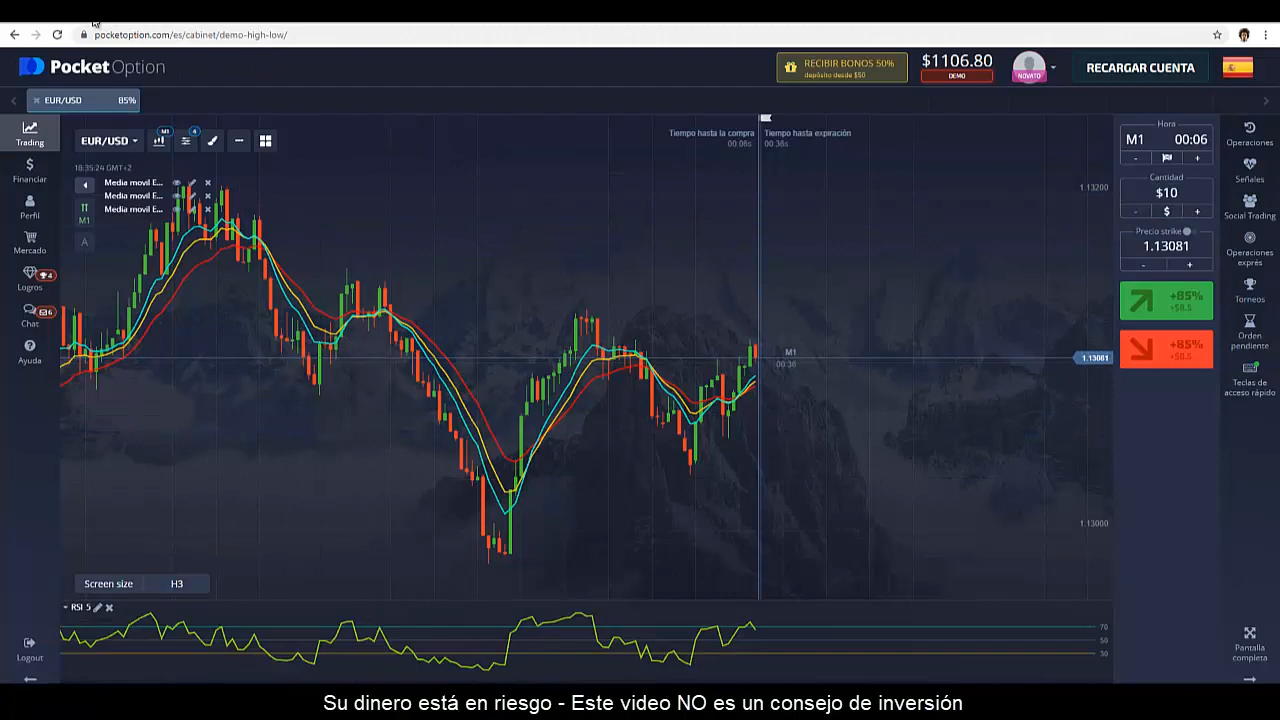 pocketoption.com/es/cabinet/demo-high-low/
PocketOption
RECIBIR BONOS 50%
depósito desde $50
$1106.80
DEMO
NOVATO
RECARGAR CUENTA
EUR/USD 85%
Trading
Financiar
Perfil
Mercado
Logros
4
Chat
6
Ayuda
Logout
EUR/USD
M1
4
18:35:24 GMT+2
Media movil E...
Media movil E...
Media movil E...
M1
A
Tiempo hasta la compra
00:06s
Tiempo hasta expiración
00:36s
1.13200
M1
00:36
1.13081
1.13000
Screen size H3
RSI 5
70
50
30
Hora
M1 00:06
- +
Cantidad
$10
- $ +
Precio strike
1.13081
- +
+85%
+$8.5
+85%
+$8.5
Operaciones
Señales
Social Trading
Operaciones
exprés
Torneos
Orden
pendiente
Teclas de
acceso rápido
Pantalla
completa
Su dinero está en riesgo - Este video NO es un consejo de inversión